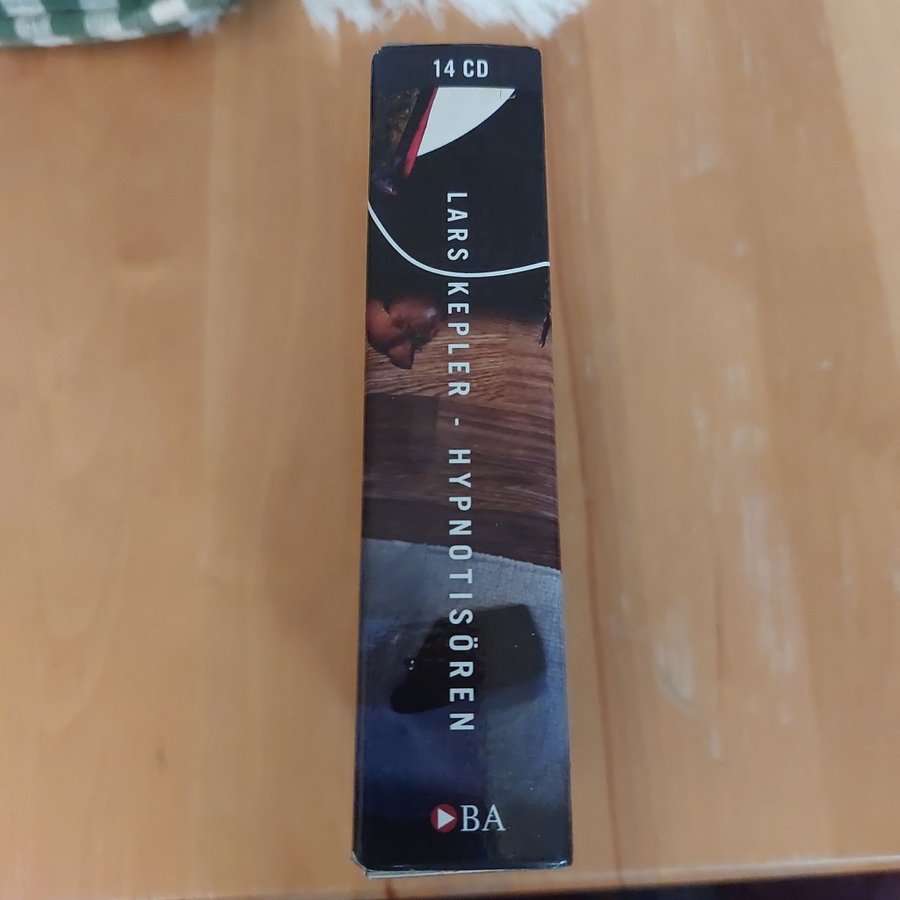 14 CD
LARS KEPLER - HYPNOTISÖREN
BA